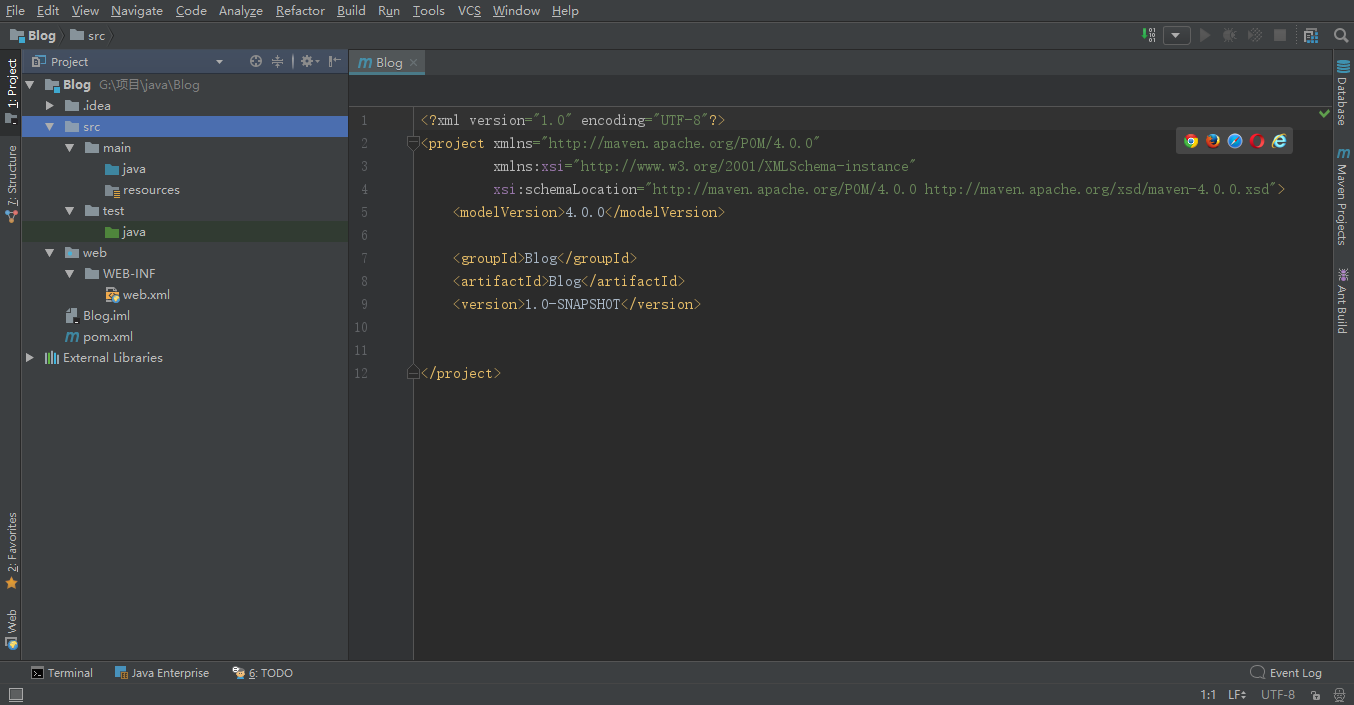 File Edit View Navigate Code Analyze Refactor Build Run Tools VCS Window Help
Blog src
1: Project
7: Structure
2: Favorites
Web
Project
Blog G:\项目\java\Blog
.idea
src
main
java
resources
test
java
web
WEB-INF
web.xml
Blog.iml
m pom.xml
External Libraries
m Blog
1 <?xml version="1.0" encoding="UTF-8"?>
2 <project xmlns="http://maven.apache.org/POM/4.0.0"
3 xmlns:xsi="http://www.w3.org/2001/XMLSchema-instance"
4 xsi:schemaLocation="http://maven.apache.org/POM/4.0.0 http://maven.apache.org/xsd/maven-4.0.0.xsd">
5 <modelVersion>4.0.0</modelVersion>
6
7 <groupId>Blog</groupId>
8 <artifactId>Blog</artifactId>
9 <version>1.0-SNAPSHOT</version>
10
11
12 </project>
Database
m Maven Projects
Ant Build
Terminal Java Enterprise 6: TODO Event Log
1:1 LF UTF-8